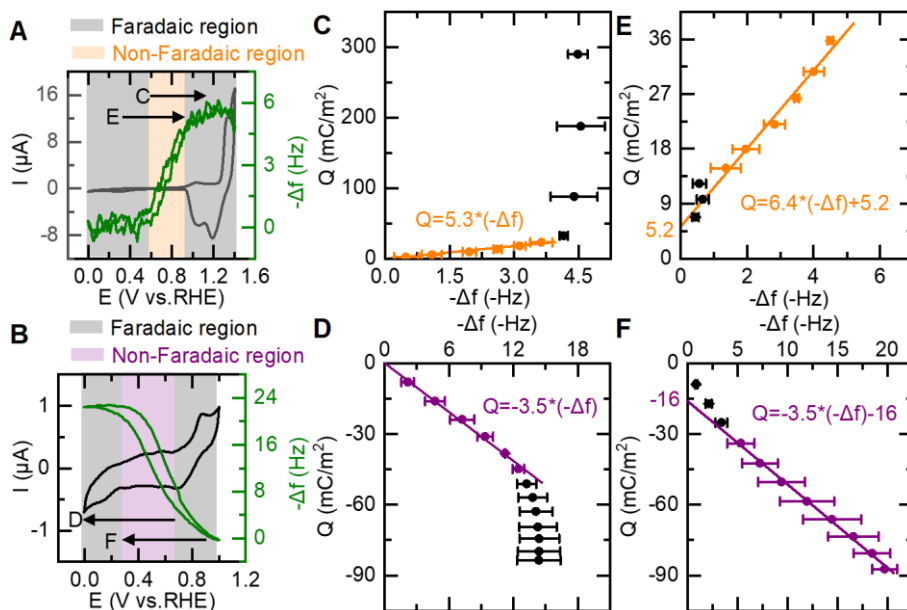 A
Faradaic region
Non-Faradaic region
C
E
16
8
0
-8
I (μA)
6
3
0
-Δf (Hz)
0.0 0.4 0.8 1.2 1.6
E (V vs.RHE)
C
300
200
100
0
Q (mC/m²)
Q=5.3*(-Δf)
0.0 1.5 3.0 4.5
-Δf (-Hz)
E
36
27
18
9
0
5.2
Q (mC/m²)
Q=6.4*(-Δf)+5.2
0 2 4 6
-Δf (-Hz)
B
Faradaic region
Non-Faradaic region
D
F
1
0
-1
I (μA)
24
18
12
6
0
-Δf (Hz)
0.0 0.4 0.8 1.2
E (V vs.RHE)
D
-Δf (-Hz)
0 6 12 18
0
-30
-60
-90
Q (mC/m²)
Q=-3.5*(-Δf)
F
-Δf (-Hz)
0 5 10 15 20
0
-16
-30
-60
-90
Q (mC/m²)
Q=-3.5*(-Δf)-16